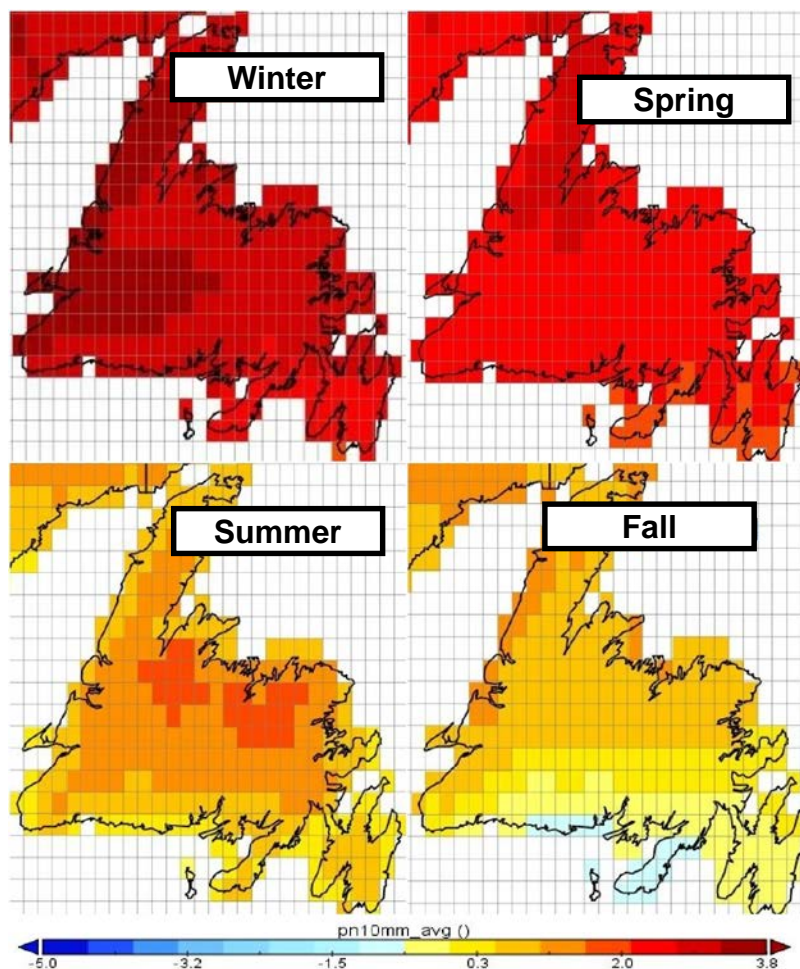 Winter
Spring
Summer
Fall
pn10mm_avg ()
-5.0 -3.2 -1.5 0.3 2.0 3.8